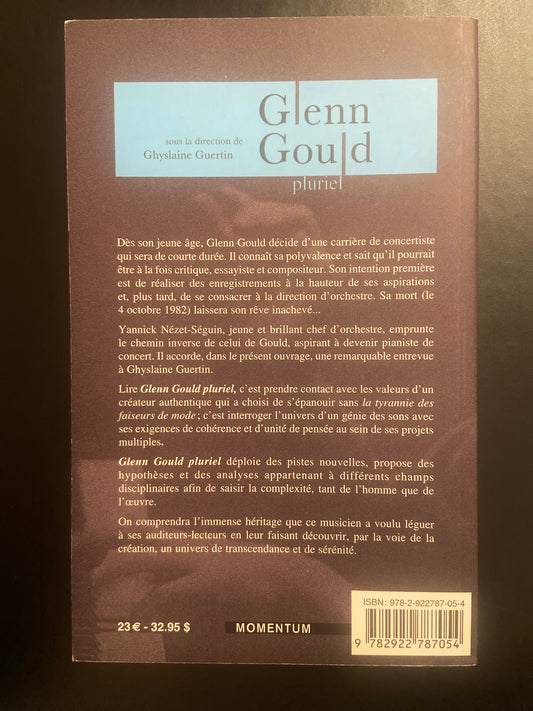 Glenn
Gould
pluriel
sous la direction de
Ghyslaine Guertin
Dès son jeune âge, Glenn Gould décide d'une carrière de concertiste
qui sera de courte durée. Il connaît sa polyvalence et sait qu'il pourrait
être à la fois critique, essayiste et compositeur. Son intention première
est de réaliser des enregistrements à la hauteur de ses aspirations
et, plus tard, de se consacrer à la direction d'orchestre. Sa mort (le
4 octobre 1982) laissera son rêve inachevé...
Yannick Nézet-Séguin, jeune et brillant chef d'orchestre, emprunte
le chemin inverse de celui de Gould, aspirant à devenir pianiste de
concert. Il accorde, dans le présent ouvrage, une remarquable entrevue
à Ghyslaine Guertin.
Lire Glenn Gould pluriel, c'est prendre contact avec les valeurs d'un
créateur authentique qui a choisi de s'épanouir sans la tyrannie des
faiseurs de mode ; c'est interroger l'univers d'un génie des sons avec
ses exigences de cohérence et d'unité de pensée au sein de ses projets
multiples.
Glenn Gould pluriel déploie des pistes nouvelles, propose des
hypothèses et des analyses appartenant à différents champs
disciplinaires afin de saisir la complexité, tant de l'homme que de
l'œuvre.
On comprendra l'immense héritage que ce musicien a voulu léguer
à ses auditeurs-lecteurs en leur faisant découvrir, par la voie de la
création, un univers de transcendance et de sérénité.
ISBN : 978-2-922787-05-4
23 € - 32.95 $
MOMENTUM
9 782922 787054